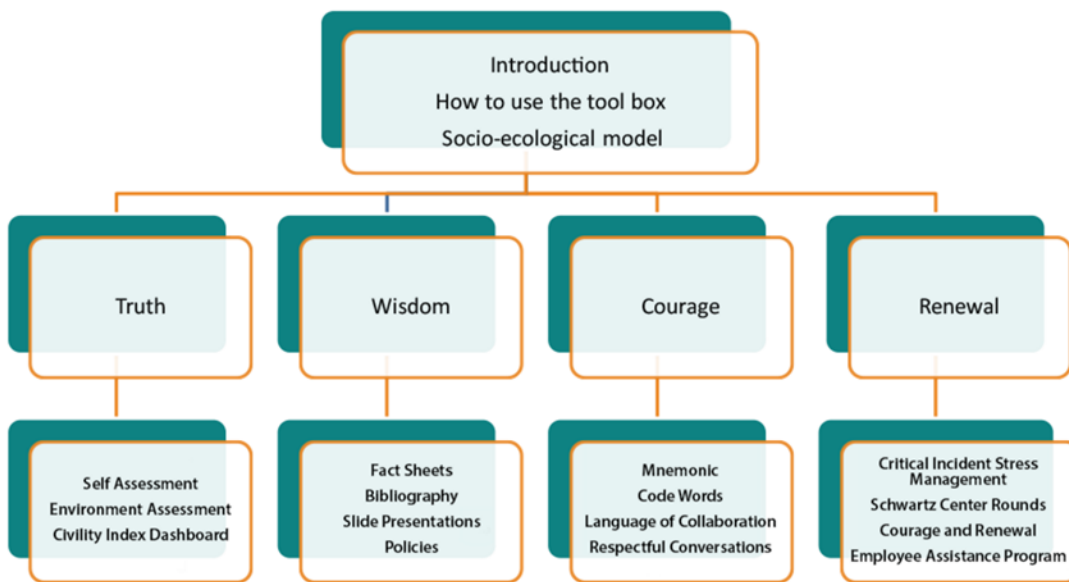 Introduction
How to use the tool box
Socio-ecological model
Truth
Wisdom
Courage
Renewal
Self Assessment
Environment Assessment
Civility Index Dashboard
Fact Sheets
Bibliography
Slide Presentations
Policies
Mnemonic
Code Words
Language of Collaboration
Respectful Conversations
Critical Incident Stress
Management
Schwartz Center Rounds
Courage and Renewal
Employee Assistance Program